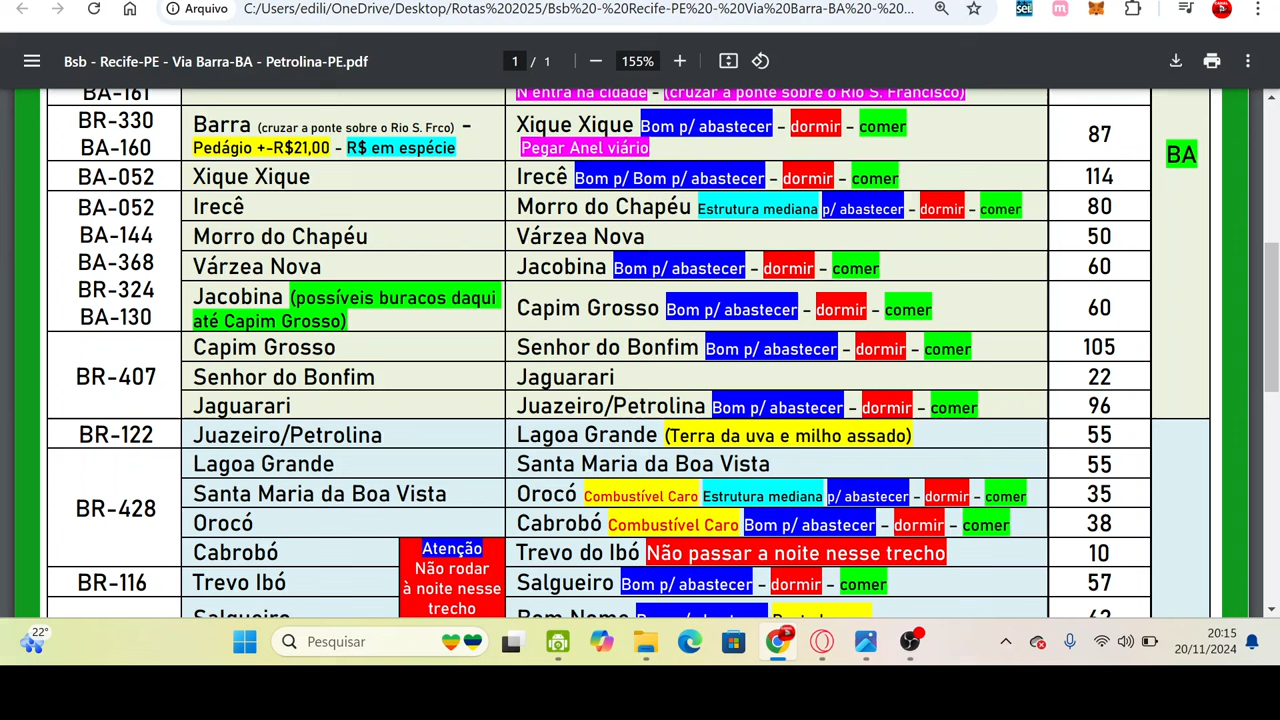 Arquivo C:/Users/edili/OneDrive/Desktop/Rotas%202025/Bsb%20-%20Recife-PE%20-%20Via%20Barra-BA%20-%20...
Bsb - Recife-PE - Via Barra-BA - Petrolina-PE.pdf 1 / 1 155%
BA-161 N entra na cidade - (cruzar a ponte sobre o Rio S. Francisco)
BR-330
BA-160
Barra (cruzar a ponte sobre o Rio S. Frco) -
Pedágio +-R$21,00 - R$ em espécie
Xique Xique Bom p/ abastecer - dormir - comer
Pegar Anel viário
87
BA
BA-052 Xique Xique Irecê Bom p/ Bom p/ abastecer - dormir - comer 114
BA-052 Irecê Morro do Chapéu Estrutura mediana p/ abastecer - dormir - comer 80
BA-144 Morro do Chapéu Várzea Nova 50
BA-368 Várzea Nova Jacobina Bom p/ abastecer - dormir - comer 60
BR-324
BA-130
Jacobina (possíveis buracos daqui
até Capim Grosso)
Capim Grosso Bom p/ abastecer - dormir - comer 60
Capim Grosso Senhor do Bonfim Bom p/ abastecer - dormir - comer 105
BR-407 Senhor do Bonfim Jaguarari 22
Jaguarari Juazeiro/Petrolina Bom p/ abastecer - dormir - comer 96
BR-122 Juazeiro/Petrolina Lagoa Grande (Terra da uva e milho assado) 55
Lagoa Grande Santa Maria da Boa Vista 55
BR-428 Santa Maria da Boa Vista Orocó Combustível Caro Estrutura mediana p/ abastecer - dormir - comer 35
Orocó Cabrobó Combustível Caro Bom p/ abastecer - dormir - comer 38
Cabrobó Trevo do Ibó Não passar a noite nesse trecho 10
Atenção
Não rodar
à noite nesse
trecho
BR-116 Trevo Ibó Salgueiro Bom p/ abastecer - dormir - comer 57
Salgueiro Bom Nome 62
22°
Pesquisar
20:15
20/11/2024